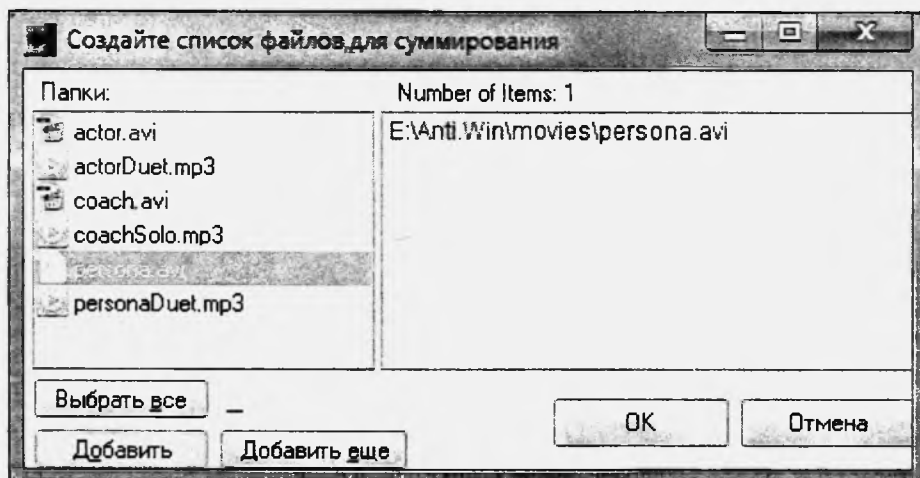 Создайте список файлов для суммирования
Папки:
Number of Items: 1
actor.avi
actorDuet.mp3
coach.avi
coachSolo.mp3
persona.avi
personaDuet.mp3
E:\Anti.Win\movies\persona.avi
Выбрать все
Добавить
Добавить еще
OK
Отмена